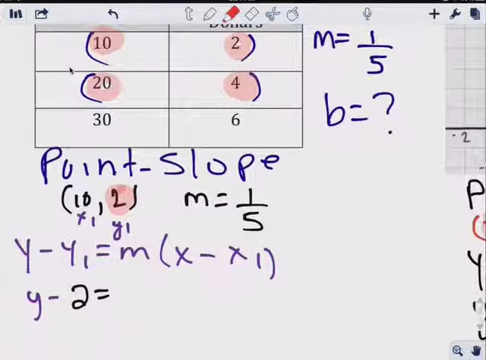 Dollars
(10 2)
(20 4)
30 6
m = 1/5
b = ?
-2
Point-Slope
(10, 2) m = 1/5
x₁ y₁
y - y₁ = m(x - x₁)
y - 2 =
P
(
y